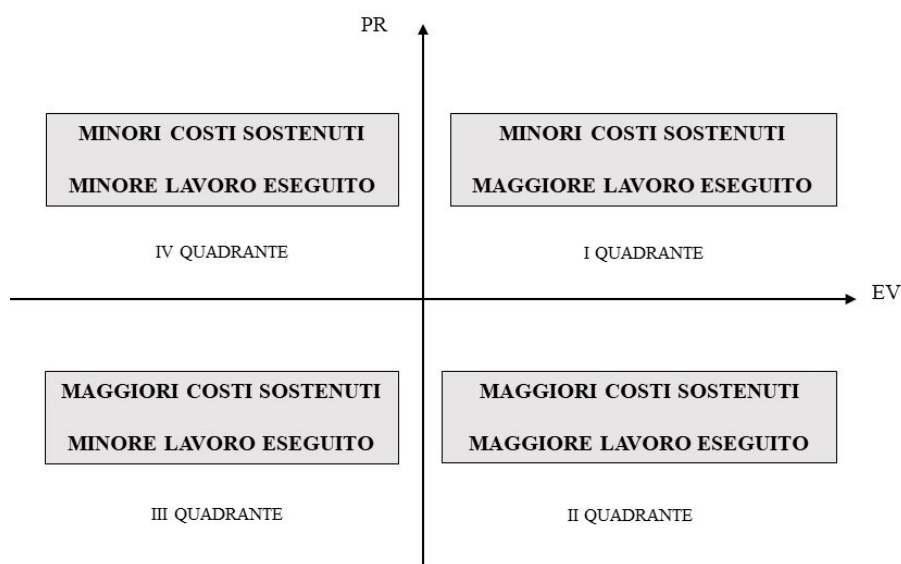 PR
MINORI COSTI SOSTENUTI
MINORE LAVORO ESEGUITO
IV QUADRANTE
MINORI COSTI SOSTENUTI
MAGGIORE LAVORO ESEGUITO
I QUADRANTE
EV
MAGGIORI COSTI SOSTENUTI
MINORE LAVORO ESEGUITO
III QUADRANTE
MAGGIORI COSTI SOSTENUTI
MAGGIORE LAVORO ESEGUITO
II QUADRANTE